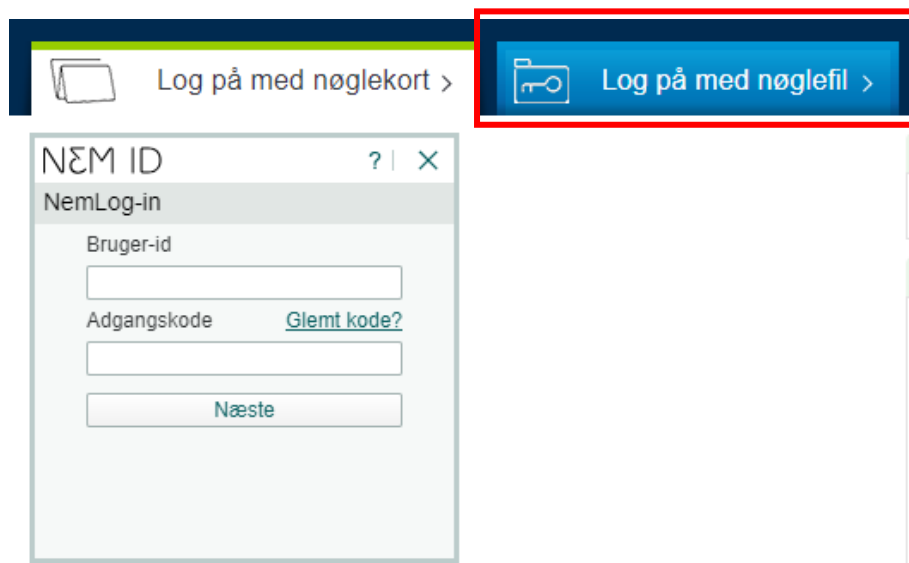 Log på med nøglekort >
Log på med nøglefil >
NEM ID ? ×
NemLog-in
Bruger-id
Adgangskode Glemt kode?
Næste